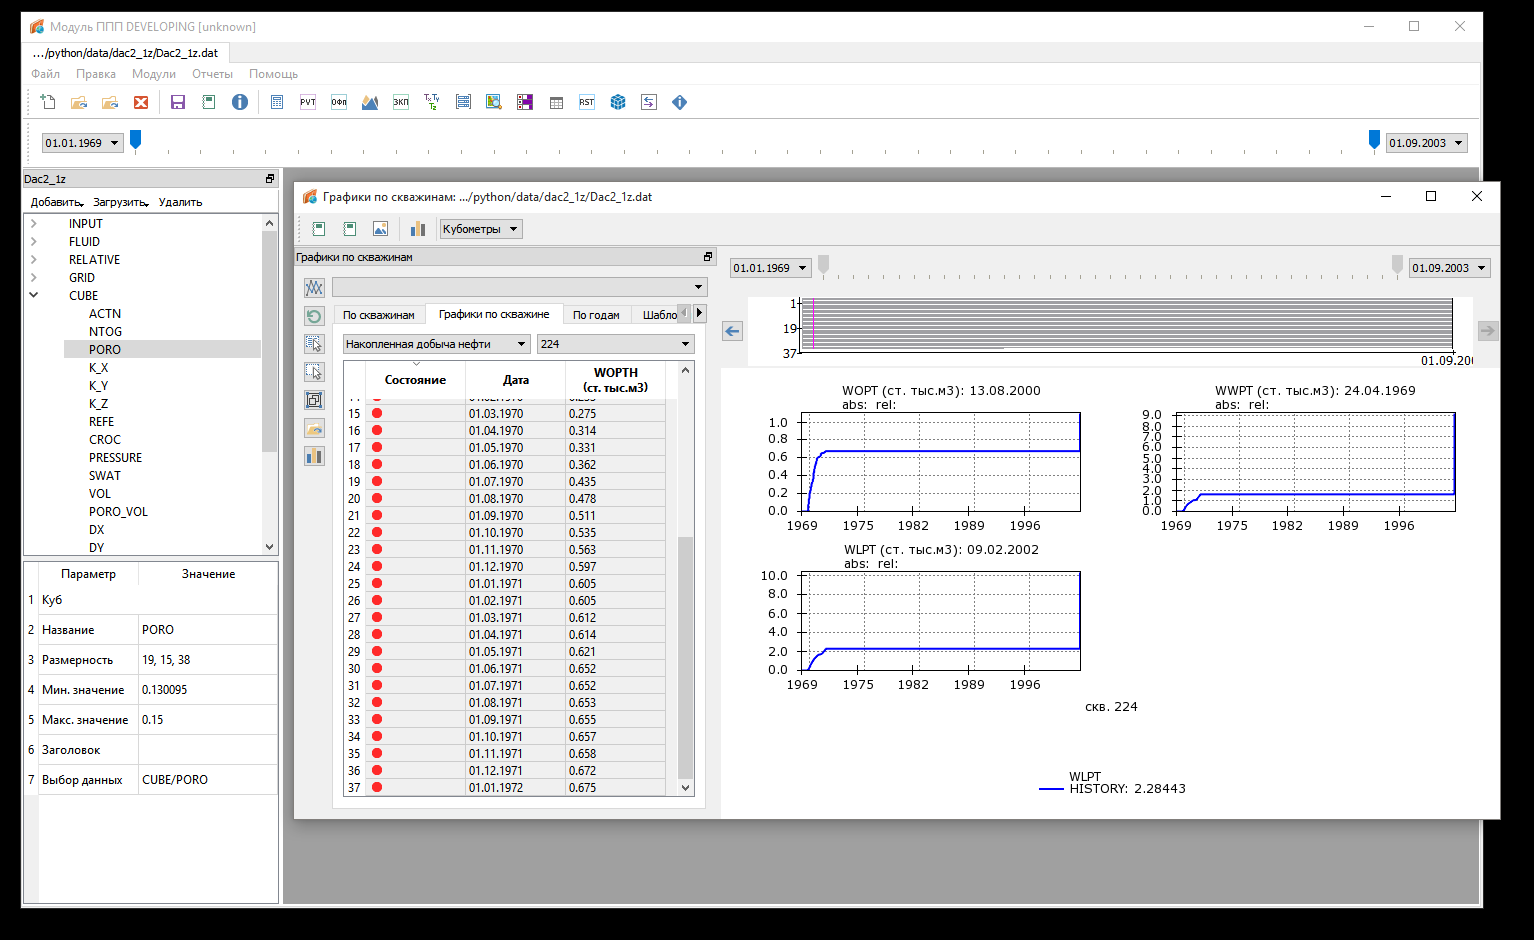 Модуль ППП DEVELOPING [unknown]
.../python/data/dac2_1z/Dac2_1z.dat
Файл Правка Модули Отчеты Помощь
PVT ОФП ЗКП TxTyTz RST
01.01.1969 01.09.2003
Dac2_1z
Добавить Загрузить Удалить
INPUT
FLUID
RELATIVE
GRID
CUBE
ACTN
NTOG
PORO
K_X
K_Y
K_Z
REFE
CROC
PRESSURE
SWAT
VOL
PORO_VOL
DX
DY
Параметр Значение
1 Куб
2 Название PORO
3 Размерность 19, 15, 38
4 Мин. значение 0.130095
5 Макс. значение 0.15
6 Заголовок
7 Выбор данных CUBE/PORO
Графики по скважинам: .../python/data/dac2_1z/Dac2_1z.dat
Кубометры
Графики по скважинам
По скважинам Графики по скважине По годам Шабло
Накопленная добыча нефти 224
Состояние Дата WOPTH
(ст. тыс.м3)
15 01.03.1970 0.275
16 01.04.1970 0.314
17 01.05.1970 0.331
18 01.06.1970 0.362
19 01.07.1970 0.435
20 01.08.1970 0.478
21 01.09.1970 0.511
22 01.10.1970 0.535
23 01.11.1970 0.563
24 01.12.1970 0.597
25 01.01.1971 0.605
26 01.02.1971 0.605
27 01.03.1971 0.612
28 01.04.1971 0.614
29 01.05.1971 0.621
30 01.06.1971 0.652
31 01.07.1971 0.652
32 01.08.1971 0.653
33 01.09.1971 0.655
34 01.10.1971 0.657
35 01.11.1971 0.658
36 01.12.1971 0.672
37 01.01.1972 0.675
01.01.1969 01.09.2003
1
19
37
01.09.20
WOPT (ст. тыс.м3): 13.08.2000
abs: rel:
1.0
0.8
0.6
0.4
0.2
0.0
1969 1975 1982 1989 1996
WWPT (ст. тыс.м3): 24.04.1969
abs: rel:
9.0
8.0
7.0
6.0
5.0
4.0
3.0
2.0
1.0
0.0
1969 1975 1982 1989 1996
WLPT (ст. тыс.м3): 09.02.2002
abs: rel:
10.0
8.0
6.0
4.0
2.0
0.0
1969 1975 1982 1989 1996
скв. 224
WLPT
HISTORY: 2.28443